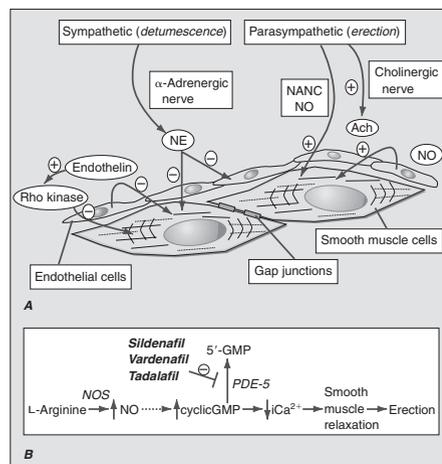 Sympathetic (detumescence)
Parasympathetic (erection)
α-Adrenergic
nerve
NANC
NO
Cholinergic
nerve
+
Ach
NE
+
+
NO
−
−
Endothelin
+
−
Rho kinase
−
Smooth muscle cells
Endothelial cells
Gap junctions
A
Sildenafil
Vardenafil
Tadalafil
−
5′-GMP
PDE-5
NOS
L-Arginine → ↑ NO ┈→ ↑ cyclicGMP → ↓ iCa²⁺ → Smooth muscle relaxation → Erection
B